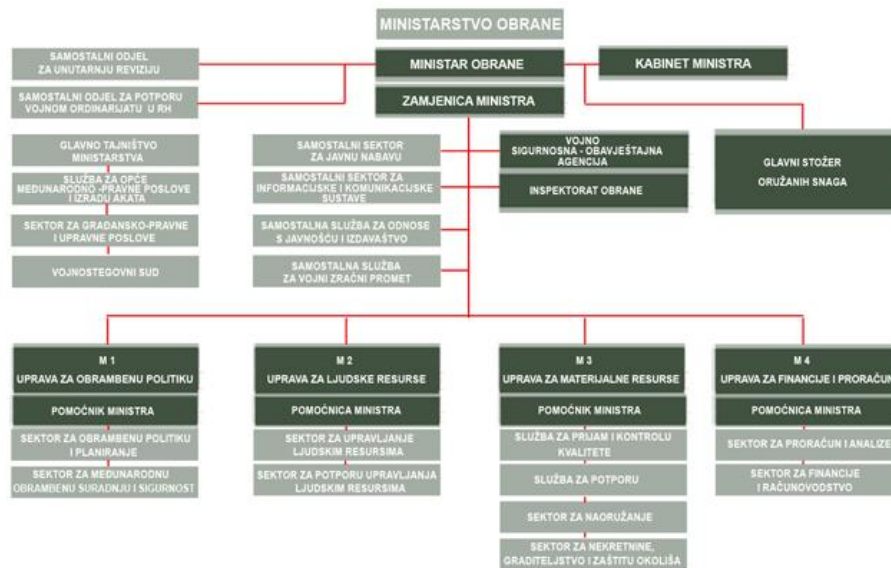 MINISTARSTVO OBRANE
SAMOSTALNI ODJEL
ZA UNUTARNJU REVIZIJU
MINISTAR OBRANE
KABINET MINISTRA
SAMOSTALNI ODJEL ZA POTPORU
VOJNOM ORDINARIJATU U RH
ZAMJENICA MINISTRA
GLAVNO TAJNIŠTVO
MINISTARSTVA
SLUŽBA ZA OPĆE
MEĐUNARODNO -PRAVNE POSLOVE
I IZRADU AKATA
SEKTOR ZA GRAĐANSKO-PRAVNE
I UPRAVNE POSLOVE
VOJNOSTEGOVNI SUD
SAMOSTALNI SEKTOR
ZA JAVNU NABAVU
SAMOSTALNI SEKTOR ZA
INFORMACIJSKE I KOMUNIKACIJSKE
SUSTAVE
SAMOSTALNA SLUŽBA ZA ODNOSE
S JAVNOŠĆU I IZDAVAŠTVO
SAMOSTALNA SLUŽBA
ZA VOJNI ZRAČNI PROMET
VOJNO
SIGURNOSNA - OBAVJEŠTAJNA
AGENCIJA
INSPEKTORAT OBRANE
GLAVNI STOŽER
ORUŽANIH SNAGA
M 1
UPRAVA ZA OBRAMBENU POLITIKU
POMOĆNIK MINISTRA
SEKTOR ZA OBRAMBENU POLITIKU
I PLANIRANJE
SEKTOR ZA MEĐUNARODNU
OBRAMBENU SURADNJU I SIGURNOST
M 2
UPRAVA ZA LJUDSKE RESURSE
POMOĆNICA MINISTRA
SEKTOR ZA UPRAVLJANJE
LJUDSKIM RESURSIMA
SEKTOR ZA POTPORU UPRAVLJANJA
LJUDSKIM RESURSIMA
M 3
UPRAVA ZA MATERIJALNE RESURSE
POMOĆNIK MINISTRA
SLUŽBA ZA PRIJAM I KONTROLU
KVALITETE
SLUŽBA ZA POTPORU
SEKTOR ZA NAORUŽANJE
SEKTOR ZA NEKRETNINE,
GRADITELJSTVO I ZAŠTITU OKOLIŠA
M 4
UPRAVA ZA FINANCIJE I PRORAČUN
POMOĆNICA MINISTRA
SEKTOR ZA PRORAČUN I ANALIZE
SEKTOR ZA FINANCIJE
I RAČUNOVODSTVO